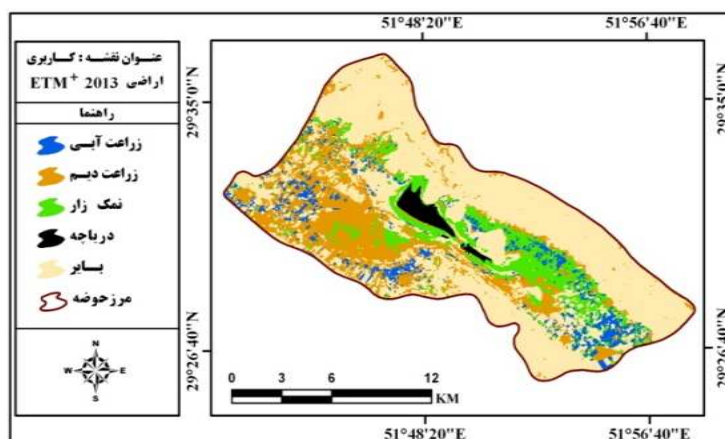 51°48'20"E 51°56'40"E
عنوان نقشه : کاربری
اراضی ETM+ 2013
راهنما
زراعت آبی
زراعت دیم
نمک زار
دریاچه
بایر
مرزحوضه
N
W E
S
29°35'0"N
29°26'40"N
29°35'0"N
29°26'40"N
0 3 6 12
KM
51°48'20"E 51°56'40"E